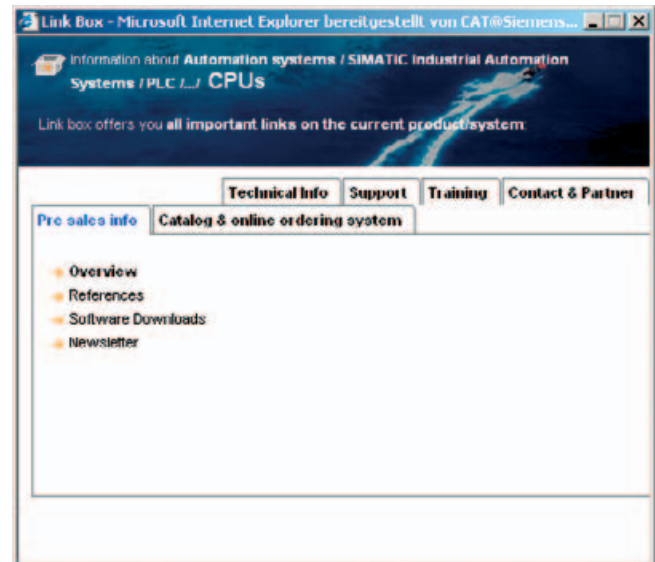 Link Box - Microsoft Internet Explorer bereitgestellt von CAT@Siemens...
Information about Automation systems / SIMATIC Industrial Automation
Systems / PLC /.../ CPUs
Link box offers you all important links on the current product/system:
Technical Info Support Training Contact & Partner
Pre sales info Catalog & online ordering system
Overview
References
Software Downloads
Newsletter